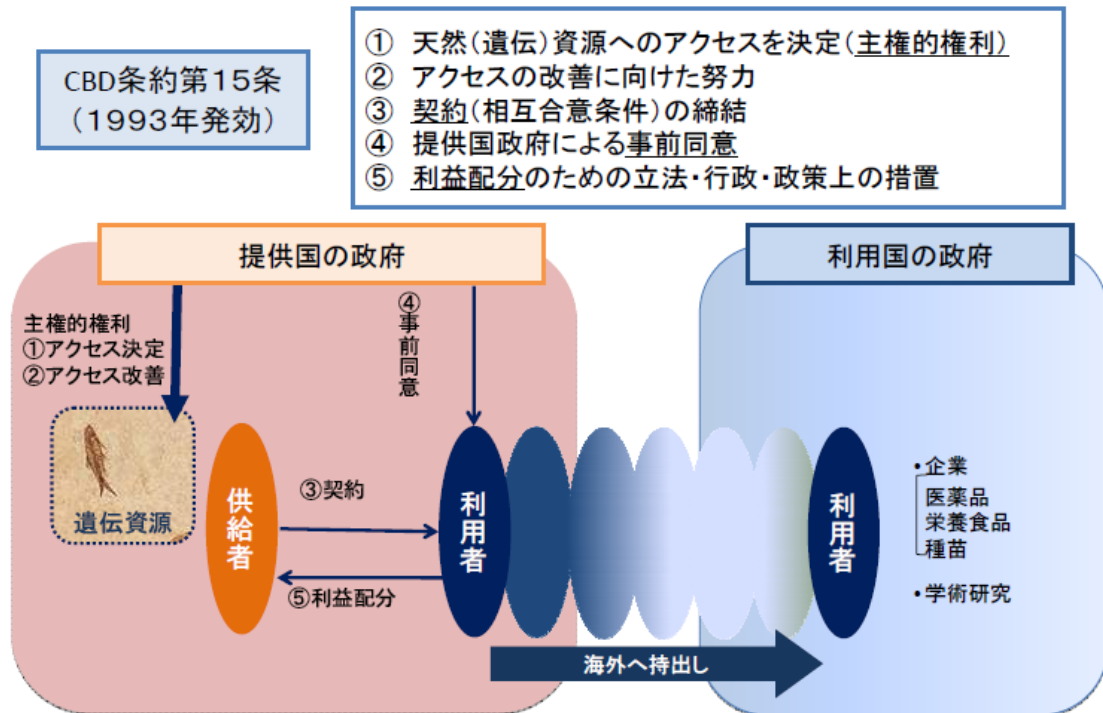 CBD条約第15条
(1993年発効)
① 天然(遺伝)資源へのアクセスを決定(主権的権利)
② アクセスの改善に向けた努力
③ 契約(相互合意条件)の締結
④ 提供国政府による事前同意
⑤ 利益配分のための立法・行政・政策上の措置
提供国の政府
利用国の政府
主権的権利
①アクセス決定
②アクセス改善
④事前同意
遺伝資源
供給者
③契約
⑤利益配分
利用者
利用者
・企業
医薬品
栄養食品
種苗
・学術研究
海外へ持出し